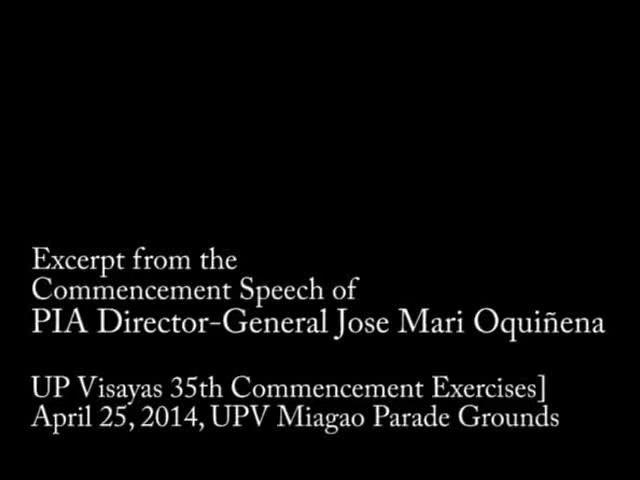 Excerpt from the
Commencement Speech of
PIA Director-General Jose Mari Oquiñena
UP Visayas 35th Commencement Exercises]
April 25, 2014, UPV Miagao Parade Grounds